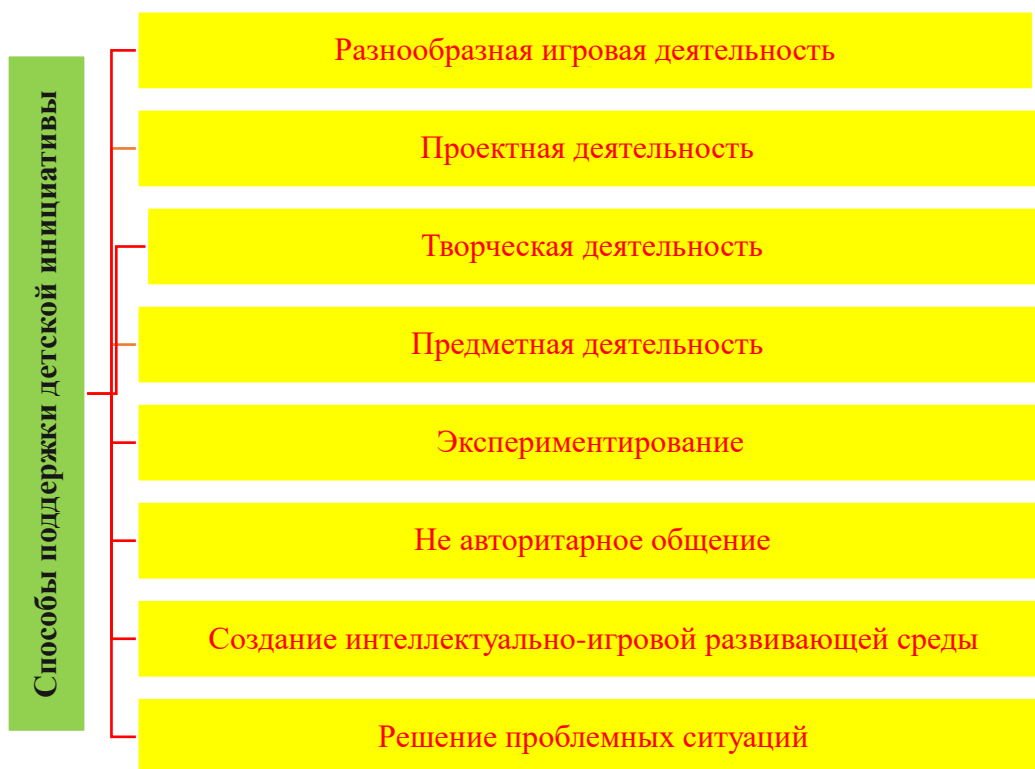 Способы поддержки детской инициативы
Разнообразная игровая деятельность
Проектная деятельность
Творческая деятельность
Предметная деятельность
Экспериментирование
Не авторитарное общение
Создание интеллектуально-игровой развивающей среды
Решение проблемных ситуаций